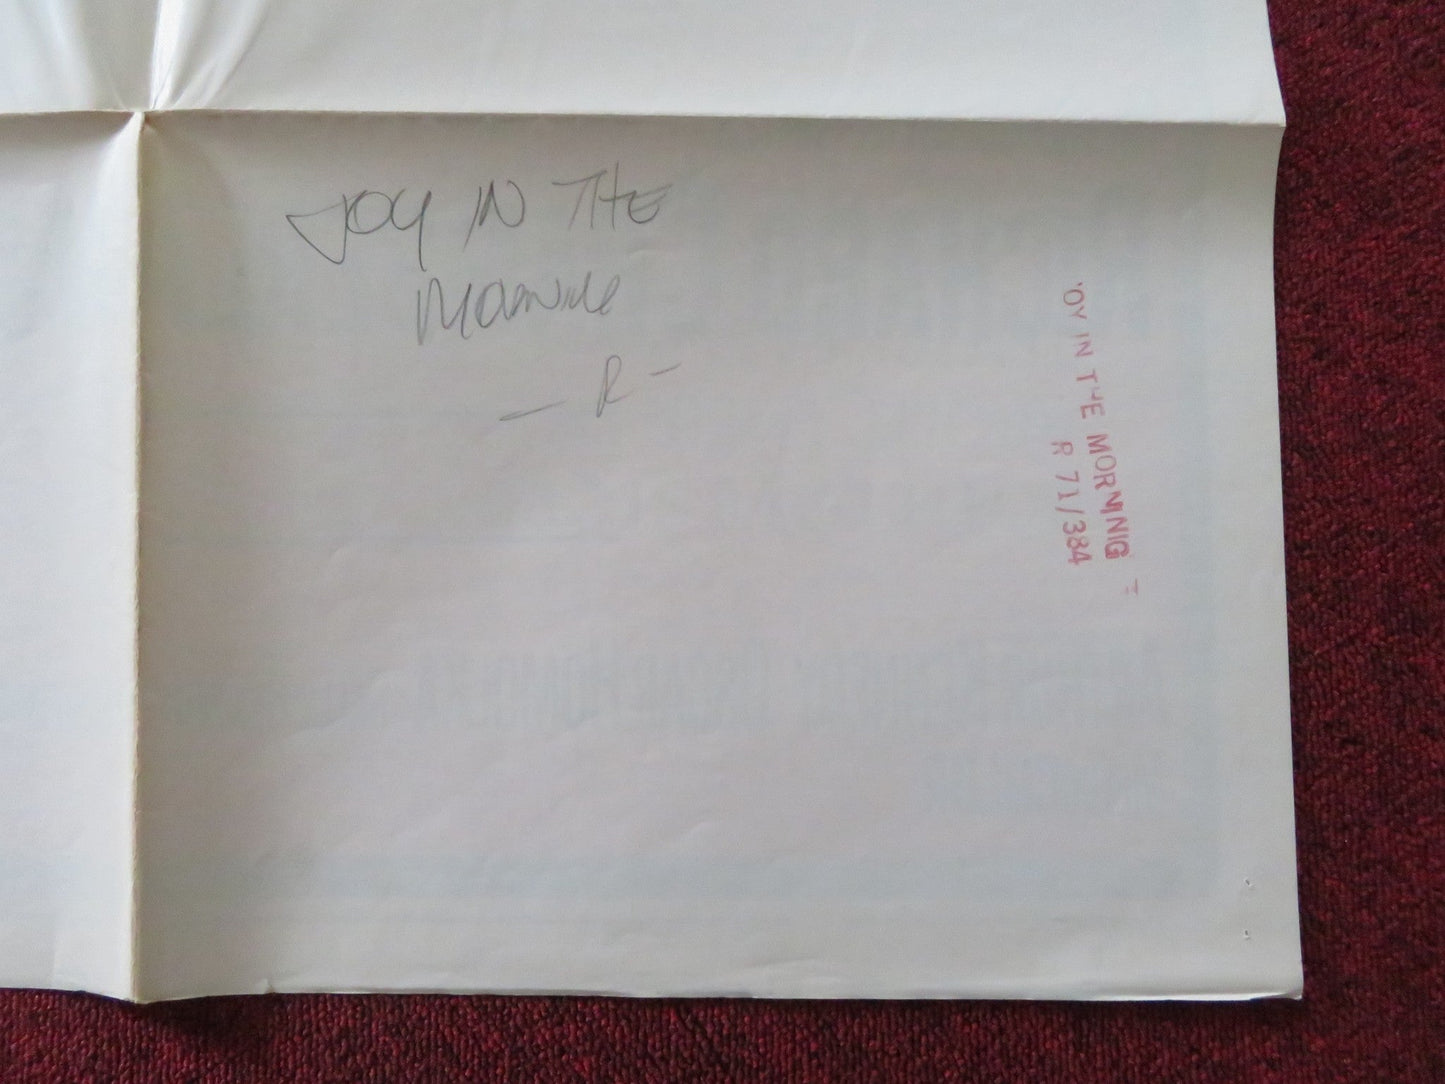 JOY IN THE
MORNING
— R —
'OY IN THE MORNING
R 71/384